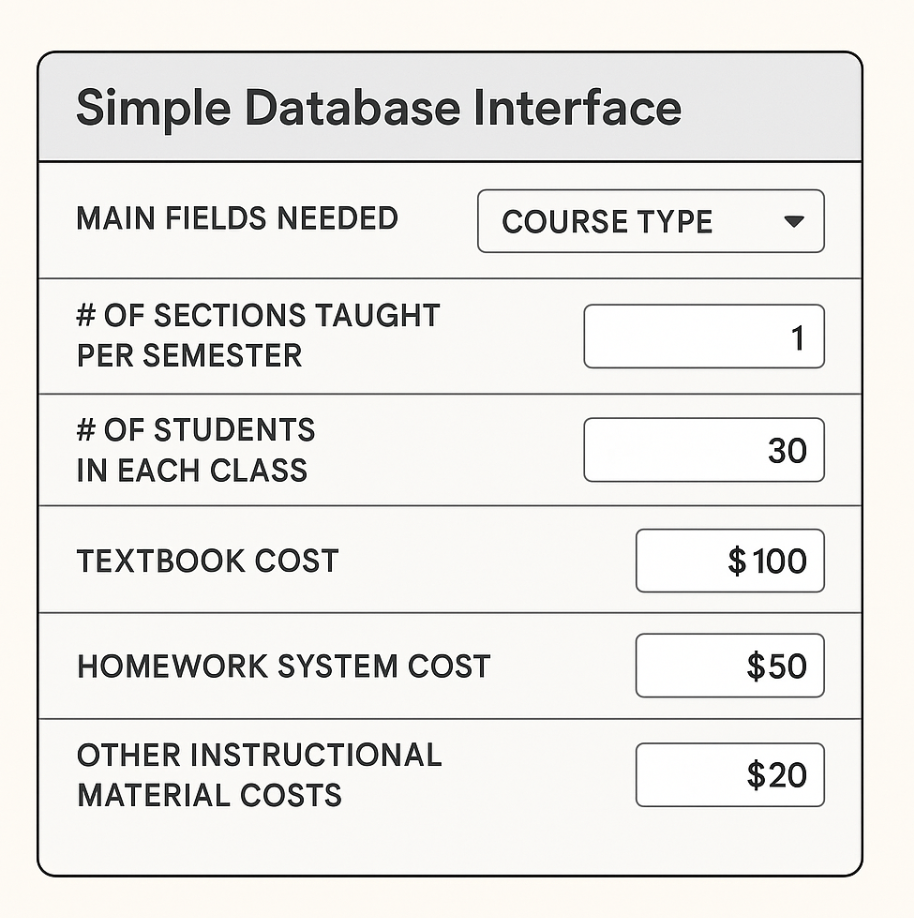 Simple Database Interface
MAIN FIELDS NEEDED
COURSE TYPE
# OF SECTIONS TAUGHT
PER SEMESTER
1
# OF STUDENTS
IN EACH CLASS
30
TEXTBOOK COST
$100
HOMEWORK SYSTEM COST
$50
OTHER INSTRUCTIONAL
MATERIAL COSTS
$20